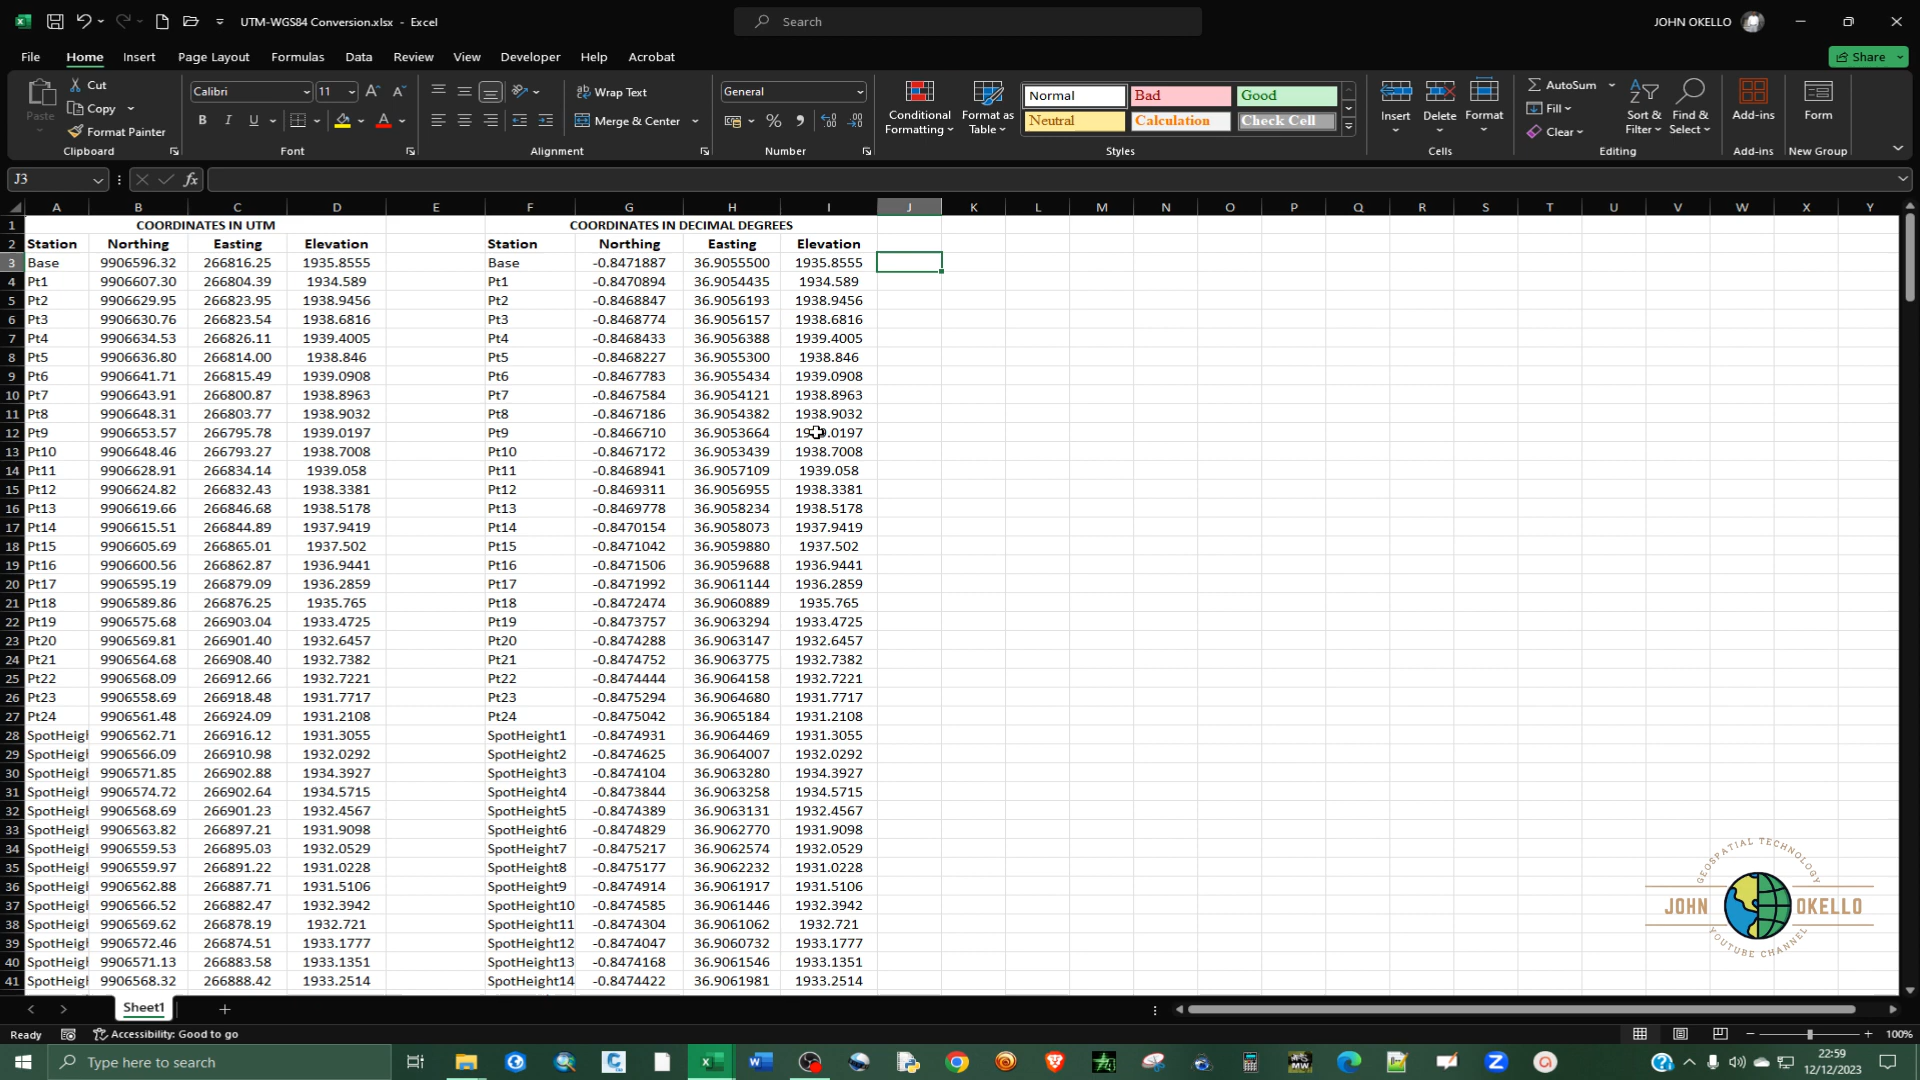 UTM-WGS84 Conversion.xlsx - Excel
Search
JOHN OKELLO
File Home Insert Page Layout Formulas Data Review View Developer Help Acrobat
Share
Paste
Cut
Copy
Format Painter
Clipboard
Calibri 11
B I U
Font
Wrap Text
Merge & Center
Alignment
General
Number
Conditional Formatting
Format as Table
Normal Bad Good
Neutral Calculation Check Cell
Styles
Insert Delete Format
Cells
AutoSum
Fill
Clear
Sort & Filter
Find & Select
Editing
Add-ins
Add-ins
Form
New Group
J3
fx
A B C D E F G H I J K L M N O P Q R S T U V W X Y
1 COORDINATES IN UTM COORDINATES IN DECIMAL DEGREES
2 Station Northing Easting Elevation Station Northing Easting Elevation
3 Base 9906596.32 266816.25 1935.8555 Base -0.8471887 36.9055500 1935.8555
4 Pt1 9906607.30 266804.39 1934.589 Pt1 -0.8470894 36.9054435 1934.589
5 Pt2 9906629.95 266823.95 1938.9456 Pt2 -0.8468847 36.9056193 1938.9456
6 Pt3 9906630.76 266823.54 1938.6816 Pt3 -0.8468774 36.9056157 1938.6816
7 Pt4 9906634.53 266826.11 1939.4005 Pt4 -0.8468433 36.9056388 1939.4005
8 Pt5 9906636.80 266814.00 1938.846 Pt5 -0.8468227 36.9055300 1938.846
9 Pt6 9906641.71 266815.49 1939.0908 Pt6 -0.8467783 36.9055434 1939.0908
10 Pt7 9906643.91 266800.87 1938.8963 Pt7 -0.8467584 36.9054121 1938.8963
11 Pt8 9906648.31 266803.77 1938.9032 Pt8 -0.8467186 36.9054382 1938.9032
12 Pt9 9906653.57 266795.78 1939.0197 Pt9 -0.8466710 36.9053664 1939.0197
13 Pt10 9906648.46 266793.27 1938.7008 Pt10 -0.8467172 36.9053439 1938.7008
14 Pt11 9906628.91 266834.14 1939.058 Pt11 -0.8468941 36.9057109 1939.058
15 Pt12 9906624.82 266832.43 1938.3381 Pt12 -0.8469311 36.9056955 1938.3381
16 Pt13 9906619.66 266846.68 1938.5178 Pt13 -0.8469778 36.9058234 1938.5178
17 Pt14 9906615.51 266844.89 1937.9419 Pt14 -0.8470154 36.9058073 1937.9419
18 Pt15 9906605.69 266865.01 1937.502 Pt15 -0.8471042 36.9059880 1937.502
19 Pt16 9906600.56 266862.87 1936.9441 Pt16 -0.8471506 36.9059688 1936.9441
20 Pt17 9906595.19 266879.09 1936.2859 Pt17 -0.8471992 36.9061144 1936.2859
21 Pt18 9906589.86 266876.25 1935.765 Pt18 -0.8472474 36.9060889 1935.765
22 Pt19 9906575.68 266903.04 1933.4725 Pt19 -0.8473757 36.9063294 1933.4725
23 Pt20 9906569.81 266901.40 1932.6457 Pt20 -0.8474288 36.9063147 1932.6457
24 Pt21 9906564.68 266908.40 1932.7382 Pt21 -0.8474752 36.9063775 1932.7382
25 Pt22 9906568.09 266912.66 1932.7221 Pt22 -0.8474444 36.9064158 1932.7221
26 Pt23 9906558.69 266918.48 1931.7717 Pt23 -0.8475294 36.9064680 1931.7717
27 Pt24 9906561.48 266924.09 1931.2108 Pt24 -0.8475042 36.9065184 1931.2108
28 SpotHeigh 9906562.71 266916.12 1931.3055 SpotHeight1 -0.8474931 36.9064469 1931.3055
29 SpotHeigh 9906566.09 266910.98 1932.0292 SpotHeight2 -0.8474625 36.9064007 1932.0292
30 SpotHeigh 9906571.85 266902.88 1934.3927 SpotHeight3 -0.8474104 36.9063280 1934.3927
31 SpotHeigh 9906574.72 266902.64 1934.5715 SpotHeight4 -0.8473844 36.9063258 1934.5715
32 SpotHeigh 9906568.69 266901.23 1932.4567 SpotHeight5 -0.8474389 36.9063131 1932.4567
33 SpotHeigh 9906563.82 266897.21 1931.9098 SpotHeight6 -0.8474829 36.9062770 1931.9098
34 SpotHeigh 9906559.53 266895.03 1932.0529 SpotHeight7 -0.8475217 36.9062574 1932.0529
35 SpotHeigh 9906559.97 266891.22 1931.0228 SpotHeight8 -0.8475177 36.9062232 1931.0228
36 SpotHeigh 9906562.88 266887.71 1931.5106 SpotHeight9 -0.8474914 36.9061917 1931.5106
37 SpotHeigh 9906566.52 266882.47 1932.3942 SpotHeight10 -0.8474585 36.9061446 1932.3942
38 SpotHeigh 9906569.62 266878.19 1932.721 SpotHeight11 -0.8474304 36.9061062 1932.721
39 SpotHeigh 9906572.46 266874.51 1933.1777 SpotHeight12 -0.8474047 36.9060732 1933.1777
40 SpotHeigh 9906571.13 266883.58 1933.1351 SpotHeight13 -0.8474168 36.9061546 1933.1351
41 SpotHeigh 9906568.32 266888.42 1933.2514 SpotHeight14 -0.8474422 36.9061981 1933.2514
GEOSPATIAL TECHNOLOGY
JOHN OKELLO
YOUTUBE CHANNEL
Sheet1
Ready
Accessibility: Good to go
100%
Type here to search
22:59
12/12/2023